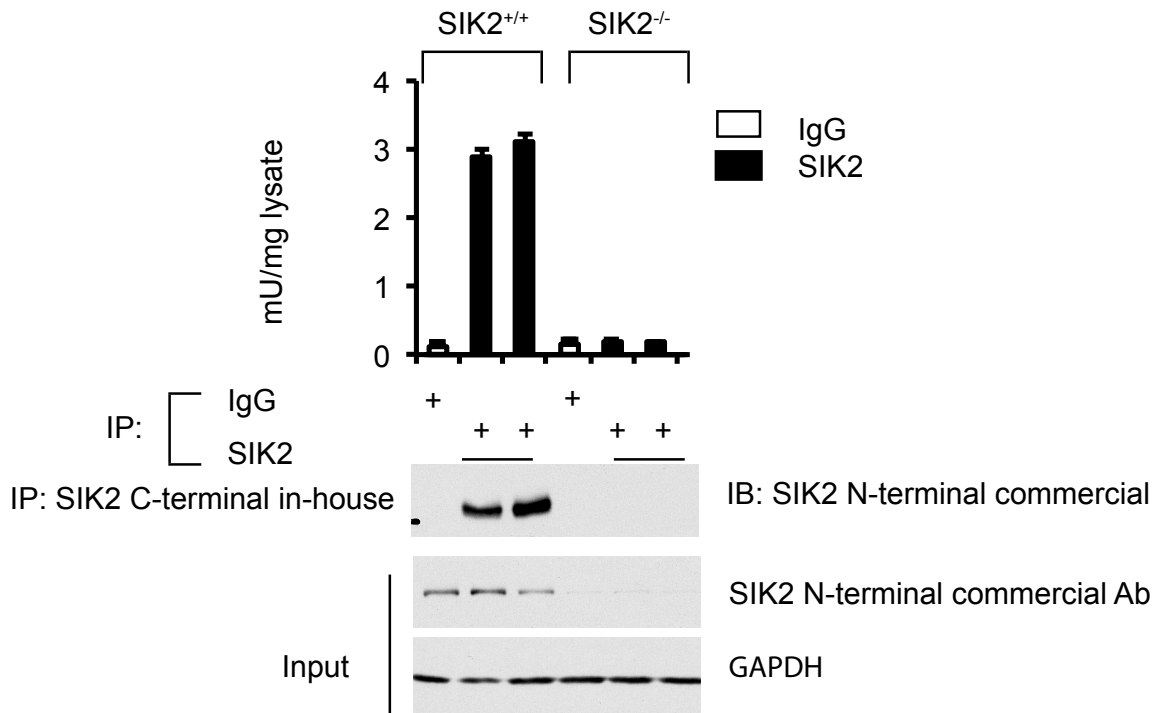 SIK2+/+ SIK2-/-
4
3
2
1
0
mU/mg lysate
IgG
SIK2
IP:
IgG + +
SIK2 + + + +
IP: SIK2 C-terminal in-house
IB: SIK2 N-terminal commercial
SIK2 N-terminal commercial Ab
Input
GAPDH